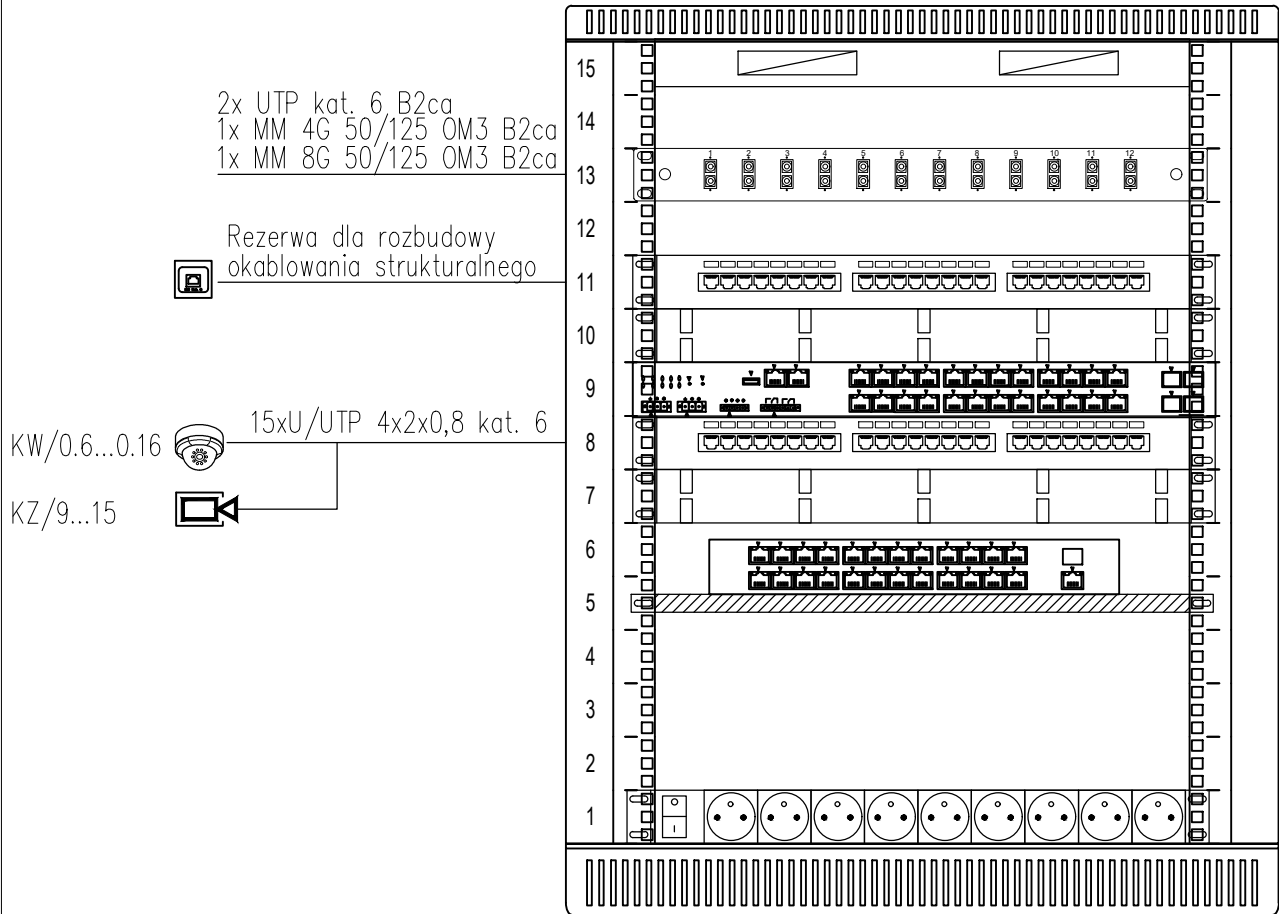 2x UTP kat. 6 B2ca
1x MM 4G 50/125 OM3 B2ca
1x MM 8G 50/125 OM3 B2ca
Rezerwa dla rozbudowy
okablowania strukturalnego
15xU/UTP 4x2x0,8 kat. 6
KW/0.6...0.16
KZ/9...15
15
14
13
1 2 3 4 5 6 7 8 9 10 11 12
12
11
10
9
8
7
6
5
4
3
2
1